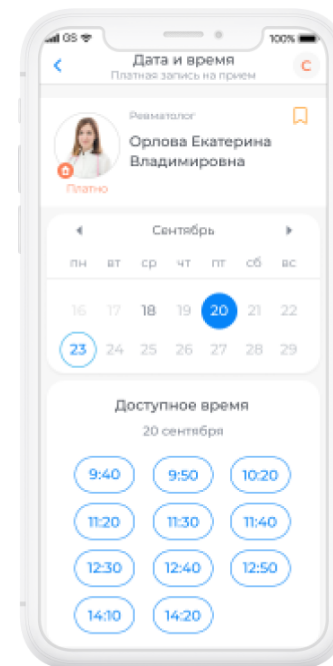 GS 100%
Дата и время
Платная запись на прием
С
Ревматолог
Орлова Екатерина
Владимировна
Платно
Сентябрь
пн вт ср чт пт сб вс
16 17 18 19 20 21 22
23 24 25 26 27 28 29
Доступное время
20 сентября
9:40 9:50 10:20
11:20 11:30 11:40
12:30 12:40 12:50
14:10 14:20